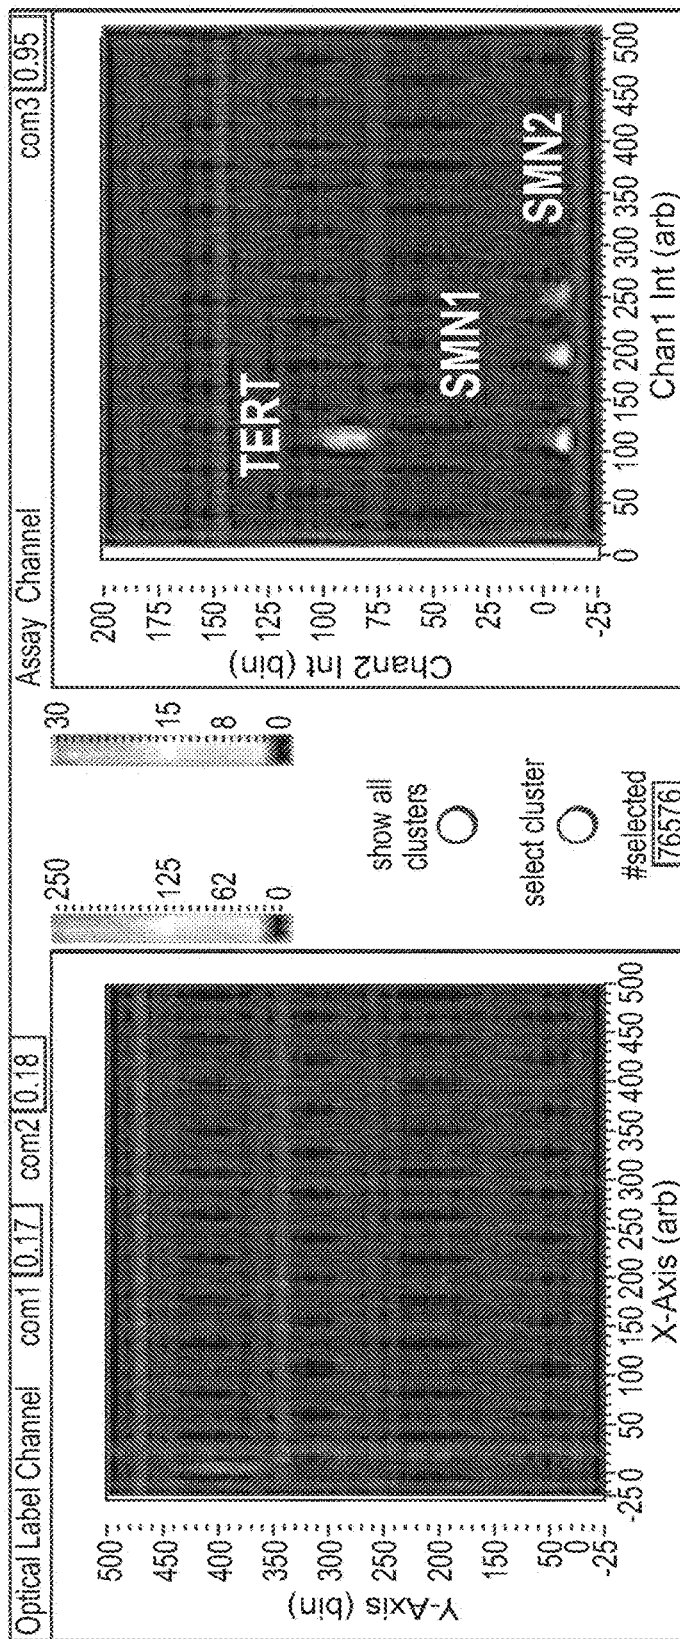 Optical Label Channel com1 0.17 com2 0.18
500
450
400
350
300
250
200
150
50
0
-25
Y-Axis (bin)
-25 0 50 100 150 200 250 300 350 400 450 500
X-Axis (arb)
250
125
62
0
30
15
8
0
show all
clusters
select cluster
#selected
76576
Assay Channel com3 0.95
200
175
150
125
100
75
50
25
0
-25
Chan2 Int (bin)
TERT
SMN1
SMN2
0 50 100 150 200 250 300 350 400 450 500
Chan1 Int (arb)